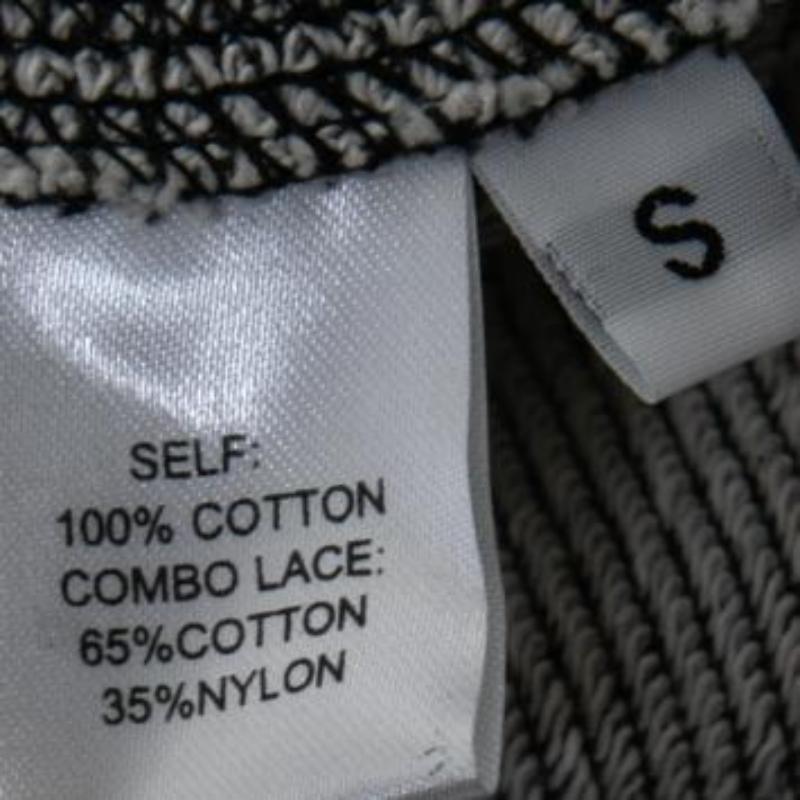 S
SELF:
100% COTTON
COMBO LACE:
65%COTTON
35%NYLON